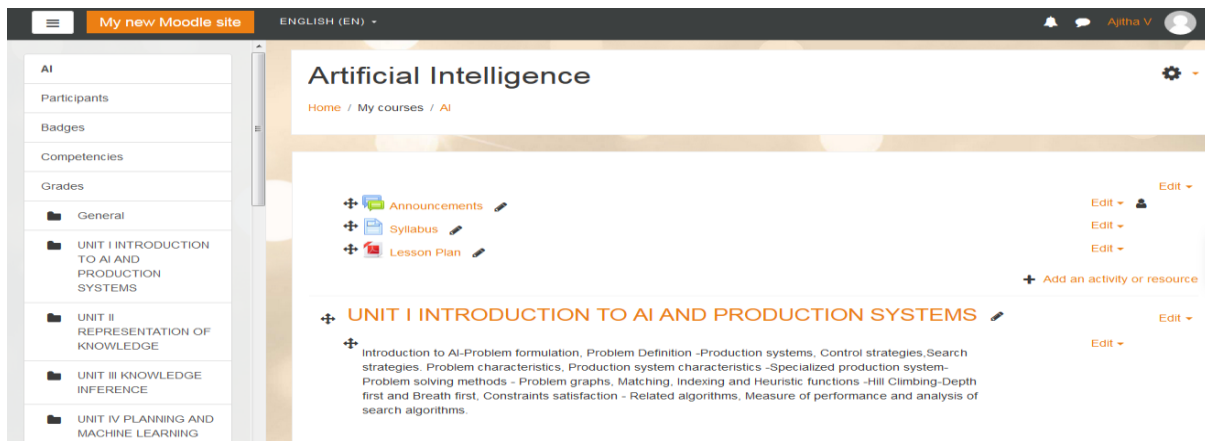 My new Moodle site ENGLISH (EN) Ajitha V
AI
Participants
Badges
Competencies
Grades
General
UNIT I INTRODUCTION
TO AI AND
PRODUCTION
SYSTEMS
UNIT II
REPRESENTATION OF
KNOWLEDGE
UNIT III KNOWLEDGE
INFERENCE
UNIT IV PLANNING AND
MACHINE LEARNING
Artificial Intelligence
Home / My courses / AI
Edit
Announcements Edit
Syllabus Edit
Lesson Plan Edit
Add an activity or resource
UNIT I INTRODUCTION TO AI AND PRODUCTION SYSTEMS Edit
Edit
Introduction to AI-Problem formulation, Problem Definition -Production systems, Control strategies,Search
strategies. Problem characteristics, Production system characteristics -Specialized production system-
Problem solving methods - Problem graphs, Matching, Indexing and Heuristic functions -Hill Climbing-Depth
first and Breath first, Constraints satisfaction - Related algorithms, Measure of performance and analysis of
search algorithms.